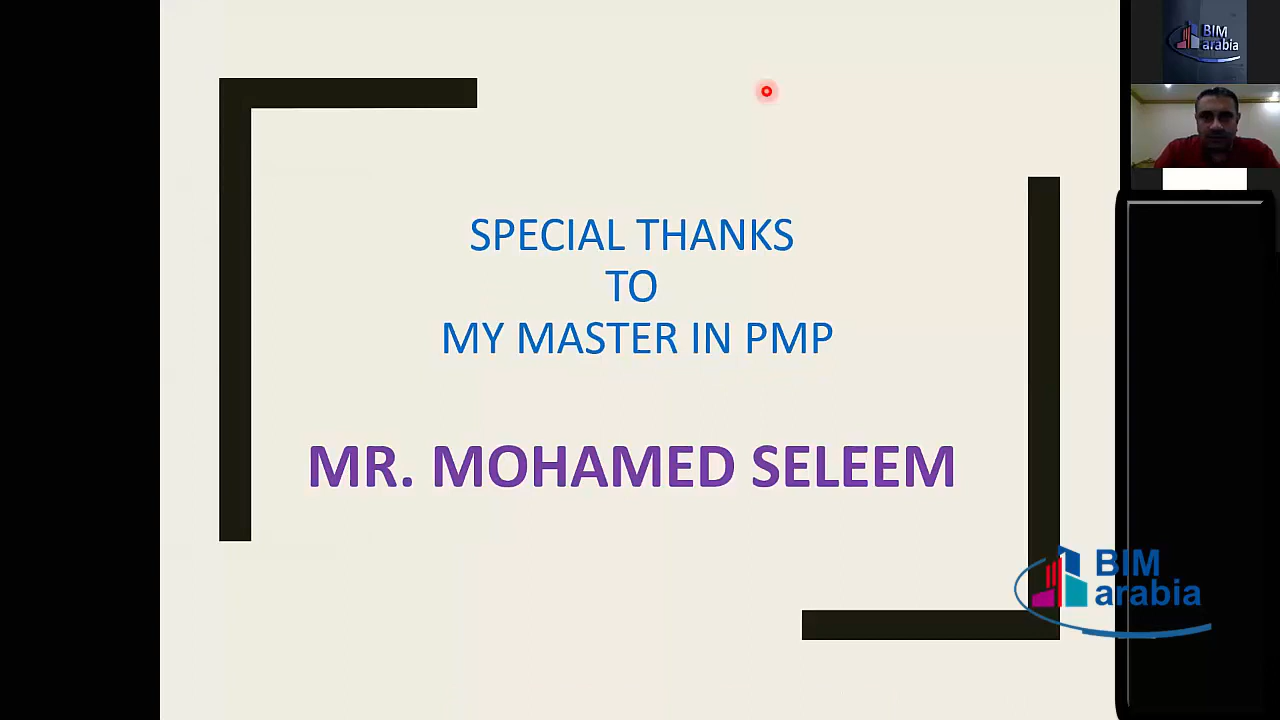 BIM
arabia
SPECIAL THANKS
TO
MY MASTER IN PMP
MR. MOHAMED SELEEM
BIM
arabia